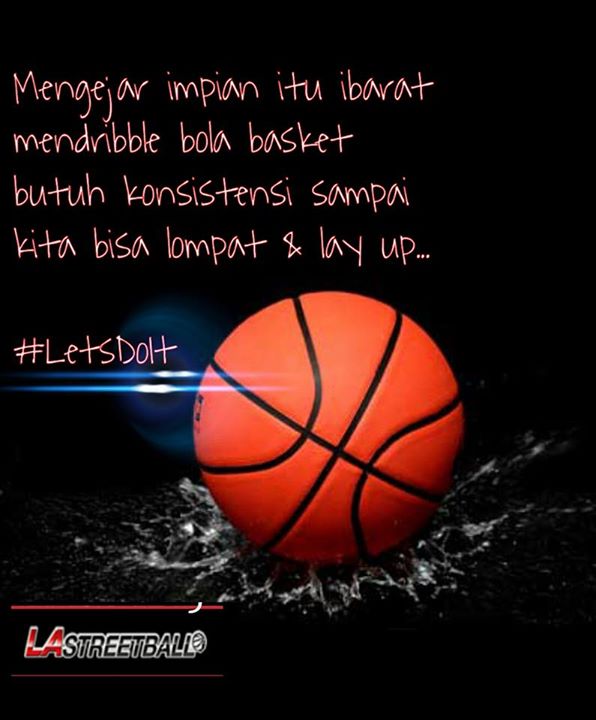 Mengejar impian itu ibarat
mendribble bola basket
butuh konsistensi sampai
kita bisa lompat & lay up...
#LetsDoIt
LASTREETBALL